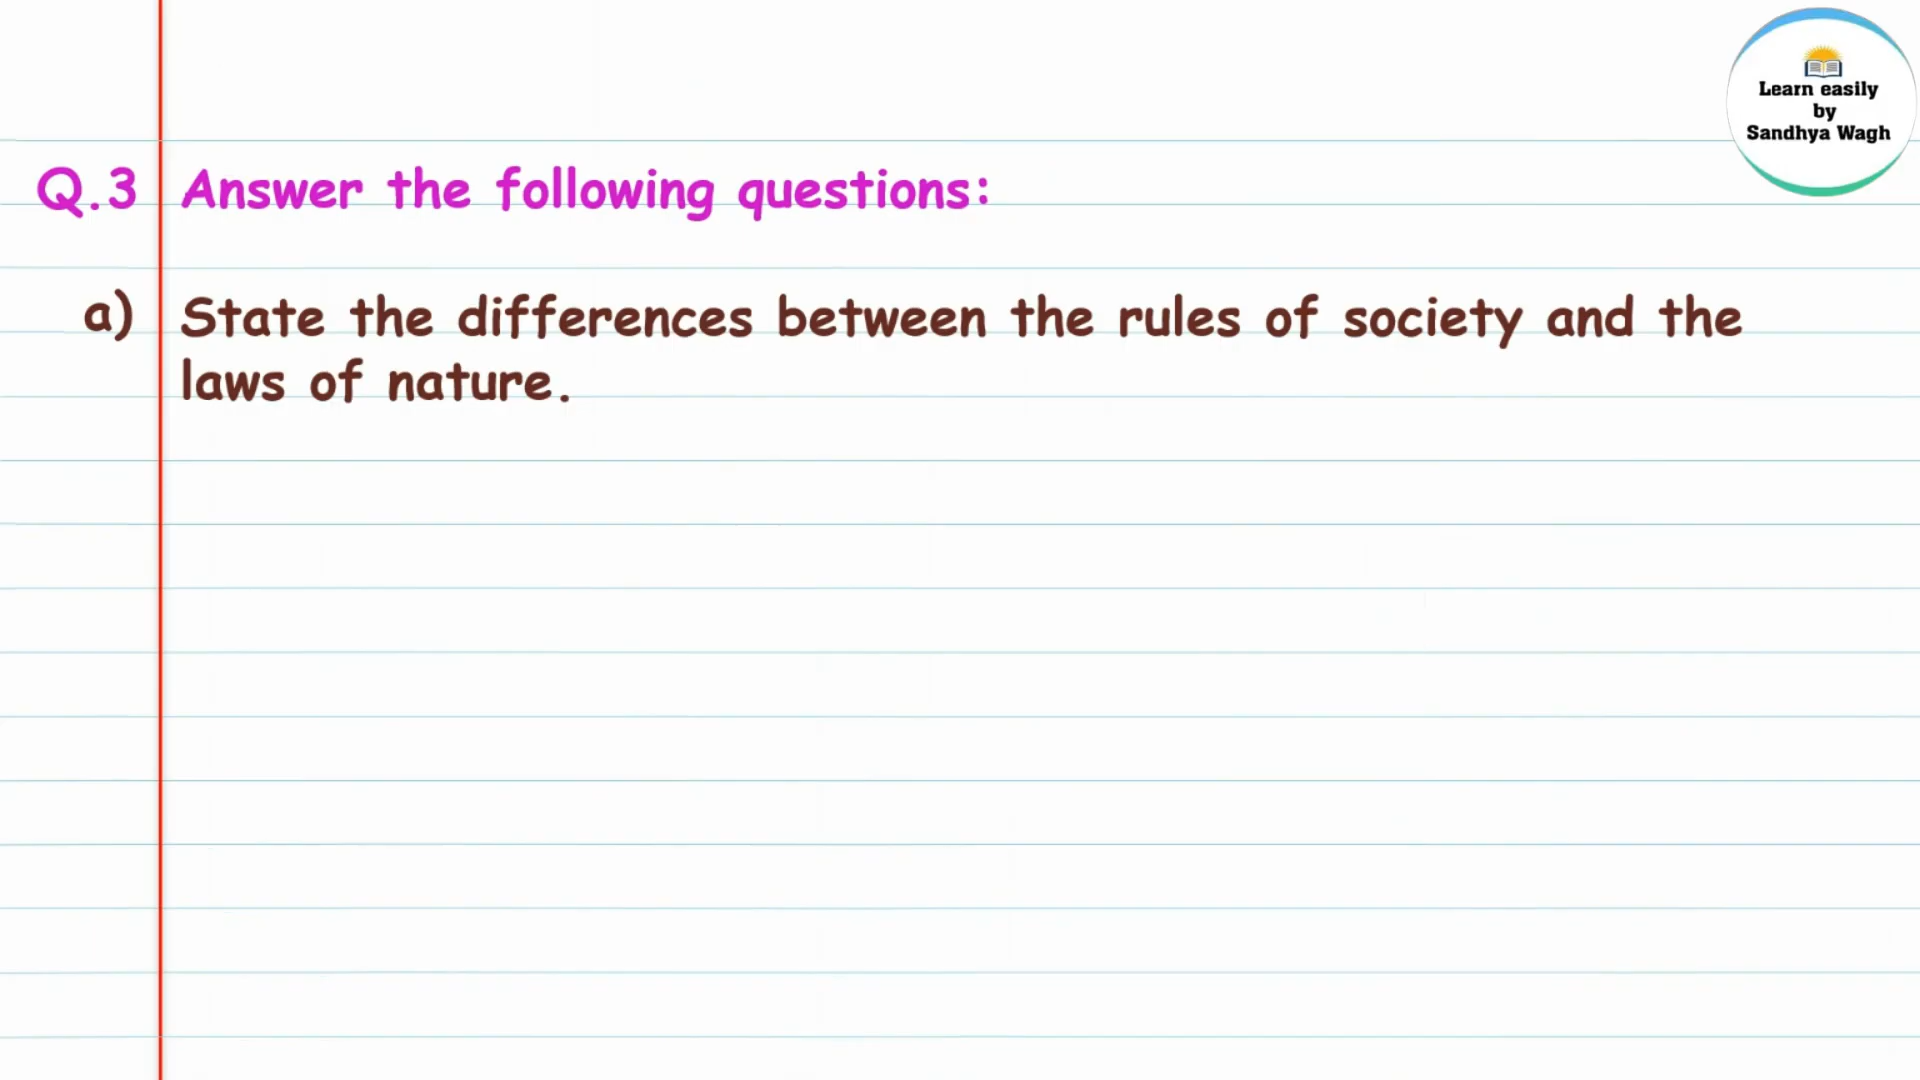 Learn easily
by
Sandhya Wagh
Q.3 Answer the following questions:
a) State the differences between the rules of society and the
laws of nature.